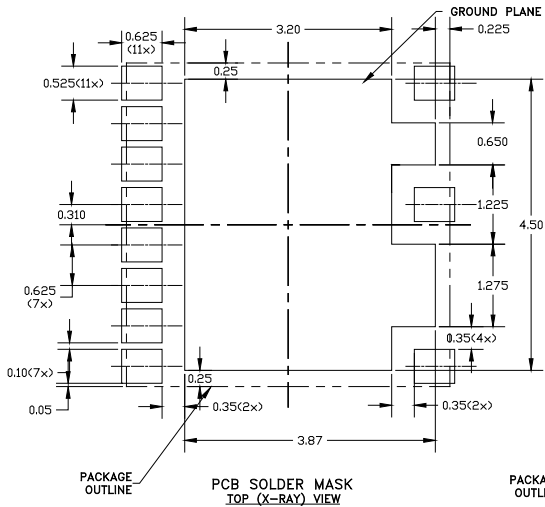 GROUND PLANE
0.625
(11x)
3.20
0.225
0.25
0.525(11x)
0.650
0.310
1.225
4.50
0.625
(7x)
1.275
0.35(4x)
0.10(7x)
0.25
0.05
0.35(2x)
0.35(2x)
3.87
PACKAGE
OUTLINE
PCB SOLDER MASK
TOP (X-RAY) VIEW
PACKA
OUTL